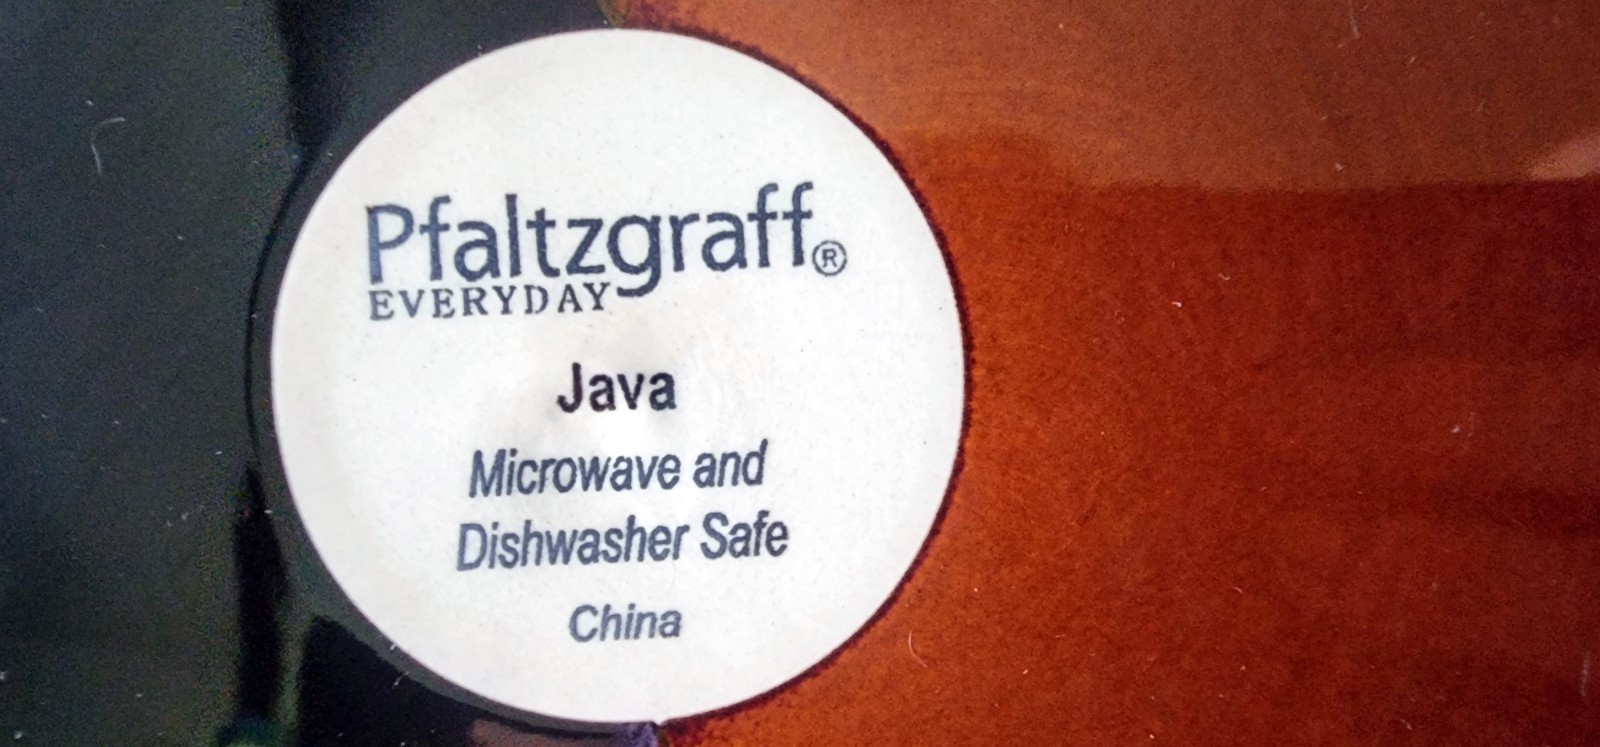 Pfaltzgraff®
EVERYDAY
Java
Microwave and
Dishwasher Safe
China